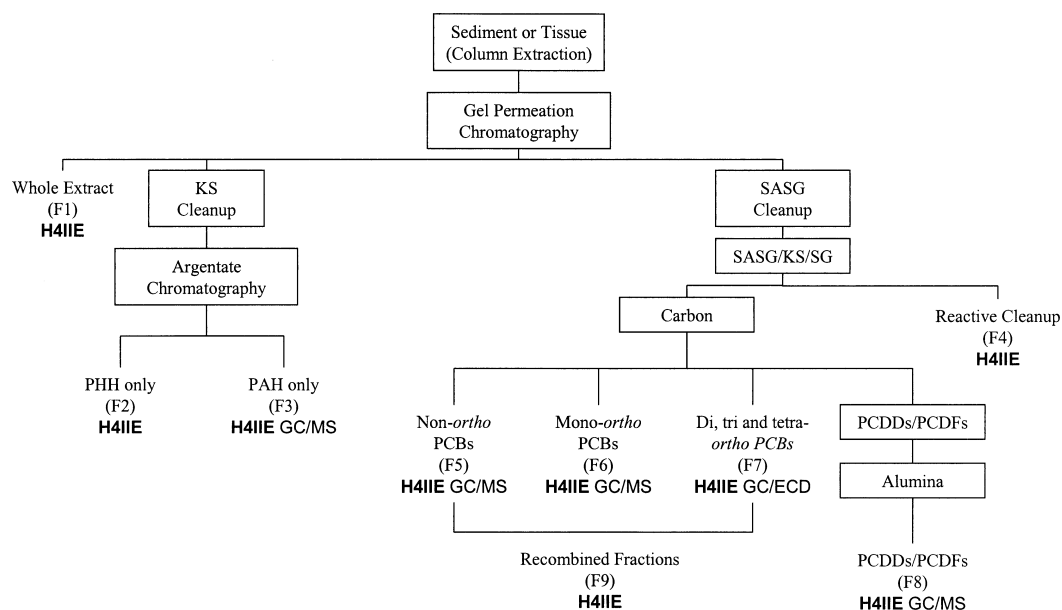 Sediment or Tissue
(Column Extraction)
Gel Permeation
Chromatography
Whole Extract
(F1)
H4IIE
KS
Cleanup
SASG
Cleanup
Argentate
Chromatography
SASG/KS/SG
Carbon
Reactive Cleanup
(F4)
H4IIE
PHH only
(F2)
H4IIE
PAH only
(F3)
H4IIE GC/MS
Non-ortho
PCBs
(F5)
H4IIE GC/MS
Mono-ortho
PCBs
(F6)
H4IIE GC/MS
Di, tri and tetra-
ortho PCBs
(F7)
H4IIE GC/ECD
PCDDs/PCDFs
Alumina
Recombined Fractions
(F9)
H4IIE
PCDDs/PCDFs
(F8)
H4IIE GC/MS